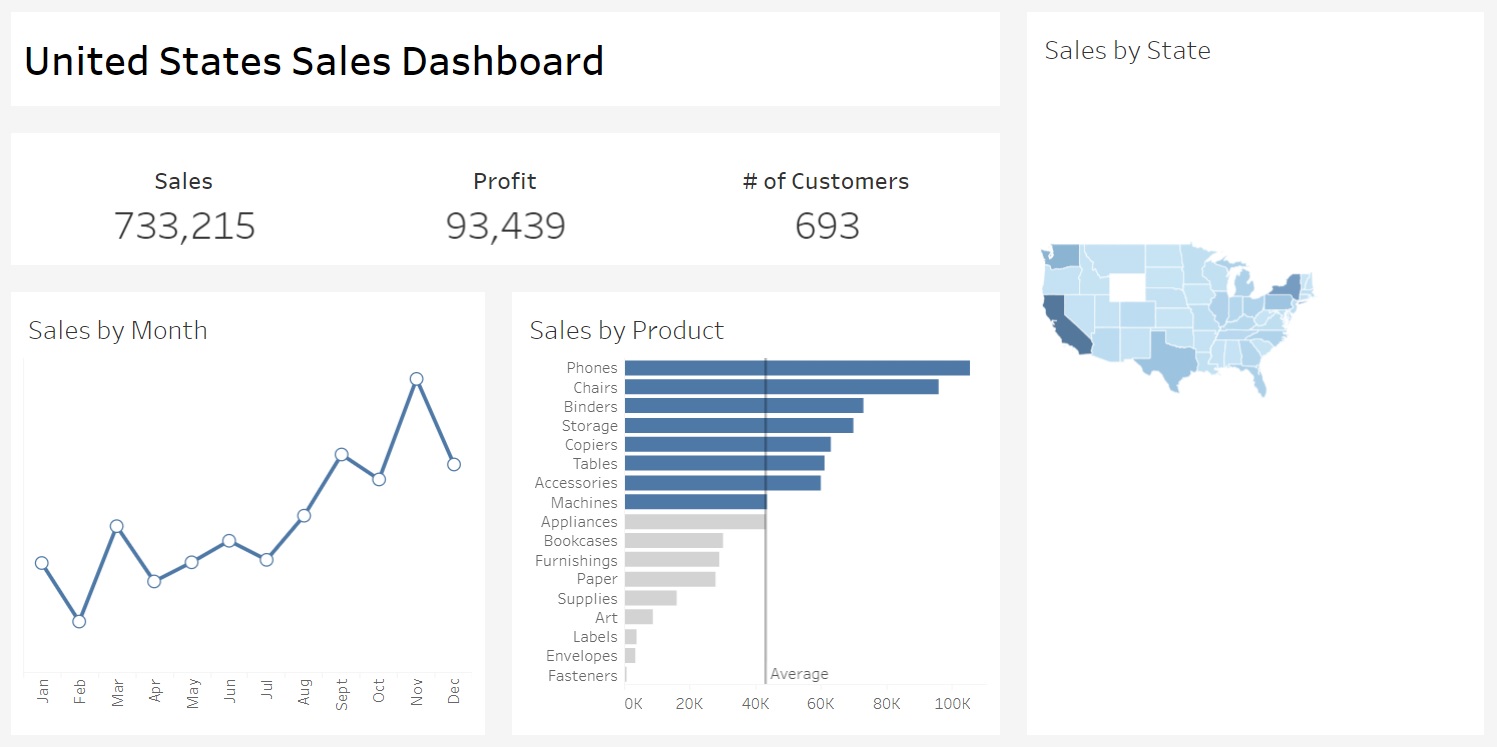 United States Sales Dashboard
Sales by State
Sales
Profit
# of Customers
733,215
93,439
693
Sales by Month
Jan
Feb
Mar
Apr
May
Jun
Jul
Aug
Sept
Oct
Nov
Dec
Sales by Product
Phones
Chairs
Binders
Storage
Copiers
Tables
Accessories
Machines
Appliances
Bookcases
Furnishings
Paper
Supplies
Art
Labels
Envelopes
Fasteners
Average
0K
20K
40K
60K
80K
100K